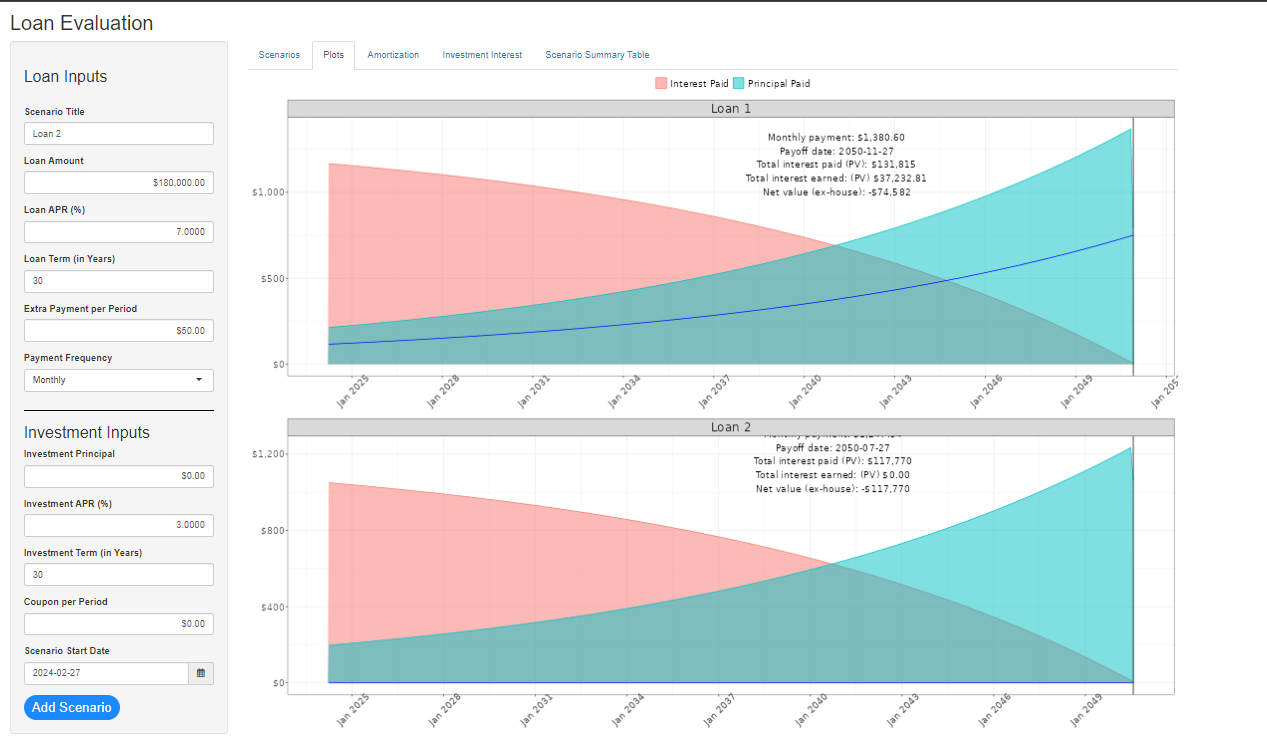 Loan Evaluation
Loan Inputs
Scenario Title
Loan 2
Loan Amount
$180,000.00
Loan APR (%)
7.0000
Loan Term (in Years)
30
Extra Payment per Period
$50.00
Payment Frequency
Monthly
Investment Inputs
Investment Principal
$0.00
Investment APR (%)
3.0000
Investment Term (in Years)
30
Coupon per Period
$0.00
Scenario Start Date
2024-02-27
Add Scenario
Scenarios Plots Amortization Investment Interest Scenario Summary Table
Interest Paid Principal Paid
Loan 1
Monthly payment: $1,380.60
Payoff date: 2050-11-27
Total interest paid (PV): $131,815
Total interest earned: (PV) $37,232.81
Net value (ex-house): -$74,582
$1,000
$500
$0
Jan 2025 Jan 2028 Jan 2031 Jan 2034 Jan 2037 Jan 2040 Jan 2043 Jan 2046 Jan 2049 Jan 205
Loan 2
Monthly payment:
Payoff date: 2050-07-27
Total interest paid (PV): $117,770
Total interest earned: (PV) $0.00
Net value (ex-house): -$117,770
$1,200
$800
$400
$0
Jan 2025 Jan 2028 Jan 2031 Jan 2034 Jan 2037 Jan 2040 Jan 2043 Jan 2046 Jan 2049